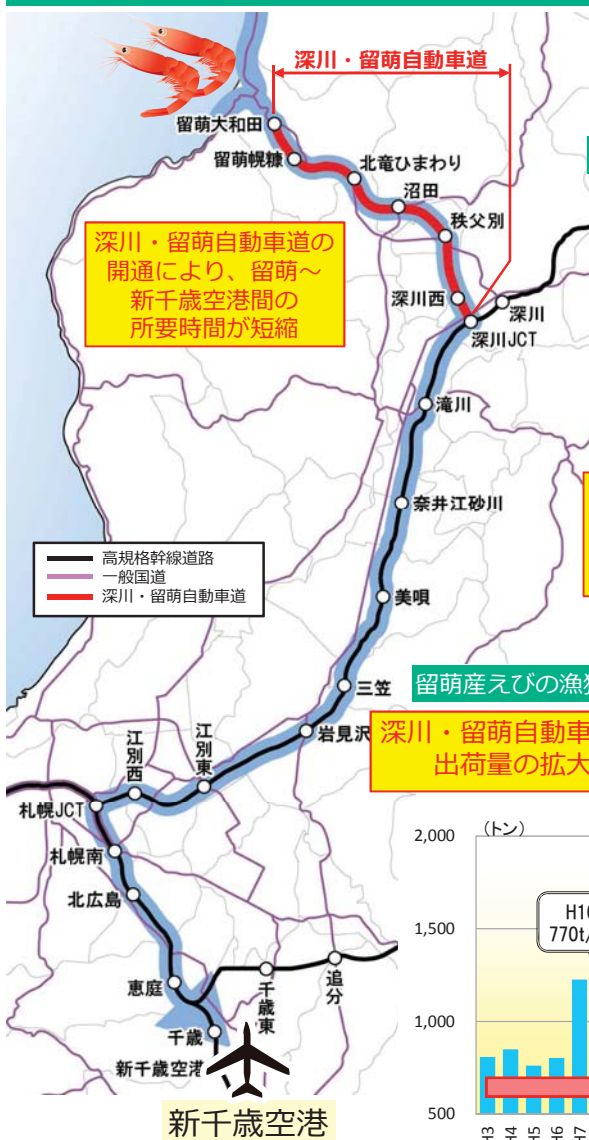 深川・留萌自動車道
留萌大和田
留萌幌糠
北竜ひまわり
沼田
秩父別
深川・留萌自動車道の
開通により、留萌～
新千歳空港間の
所要時間が短縮
深川西
深川
深川JCT
滝川
奈井江砂川
高規格幹線道路
一般国道
深川・留萌自動車道
美唄
三笠
留萌産えびの漁
岩見沢
深川・留萌自動車
出荷量の拡大
江別西
江別東
札幌JCT
札幌南
北広島
恵庭
千歳東
追分
千歳
新千歳空港
新千歳空港
（トン）
2,000
1,500
1,000
500
H1
770t/
H3
H4
H5
H6
H7